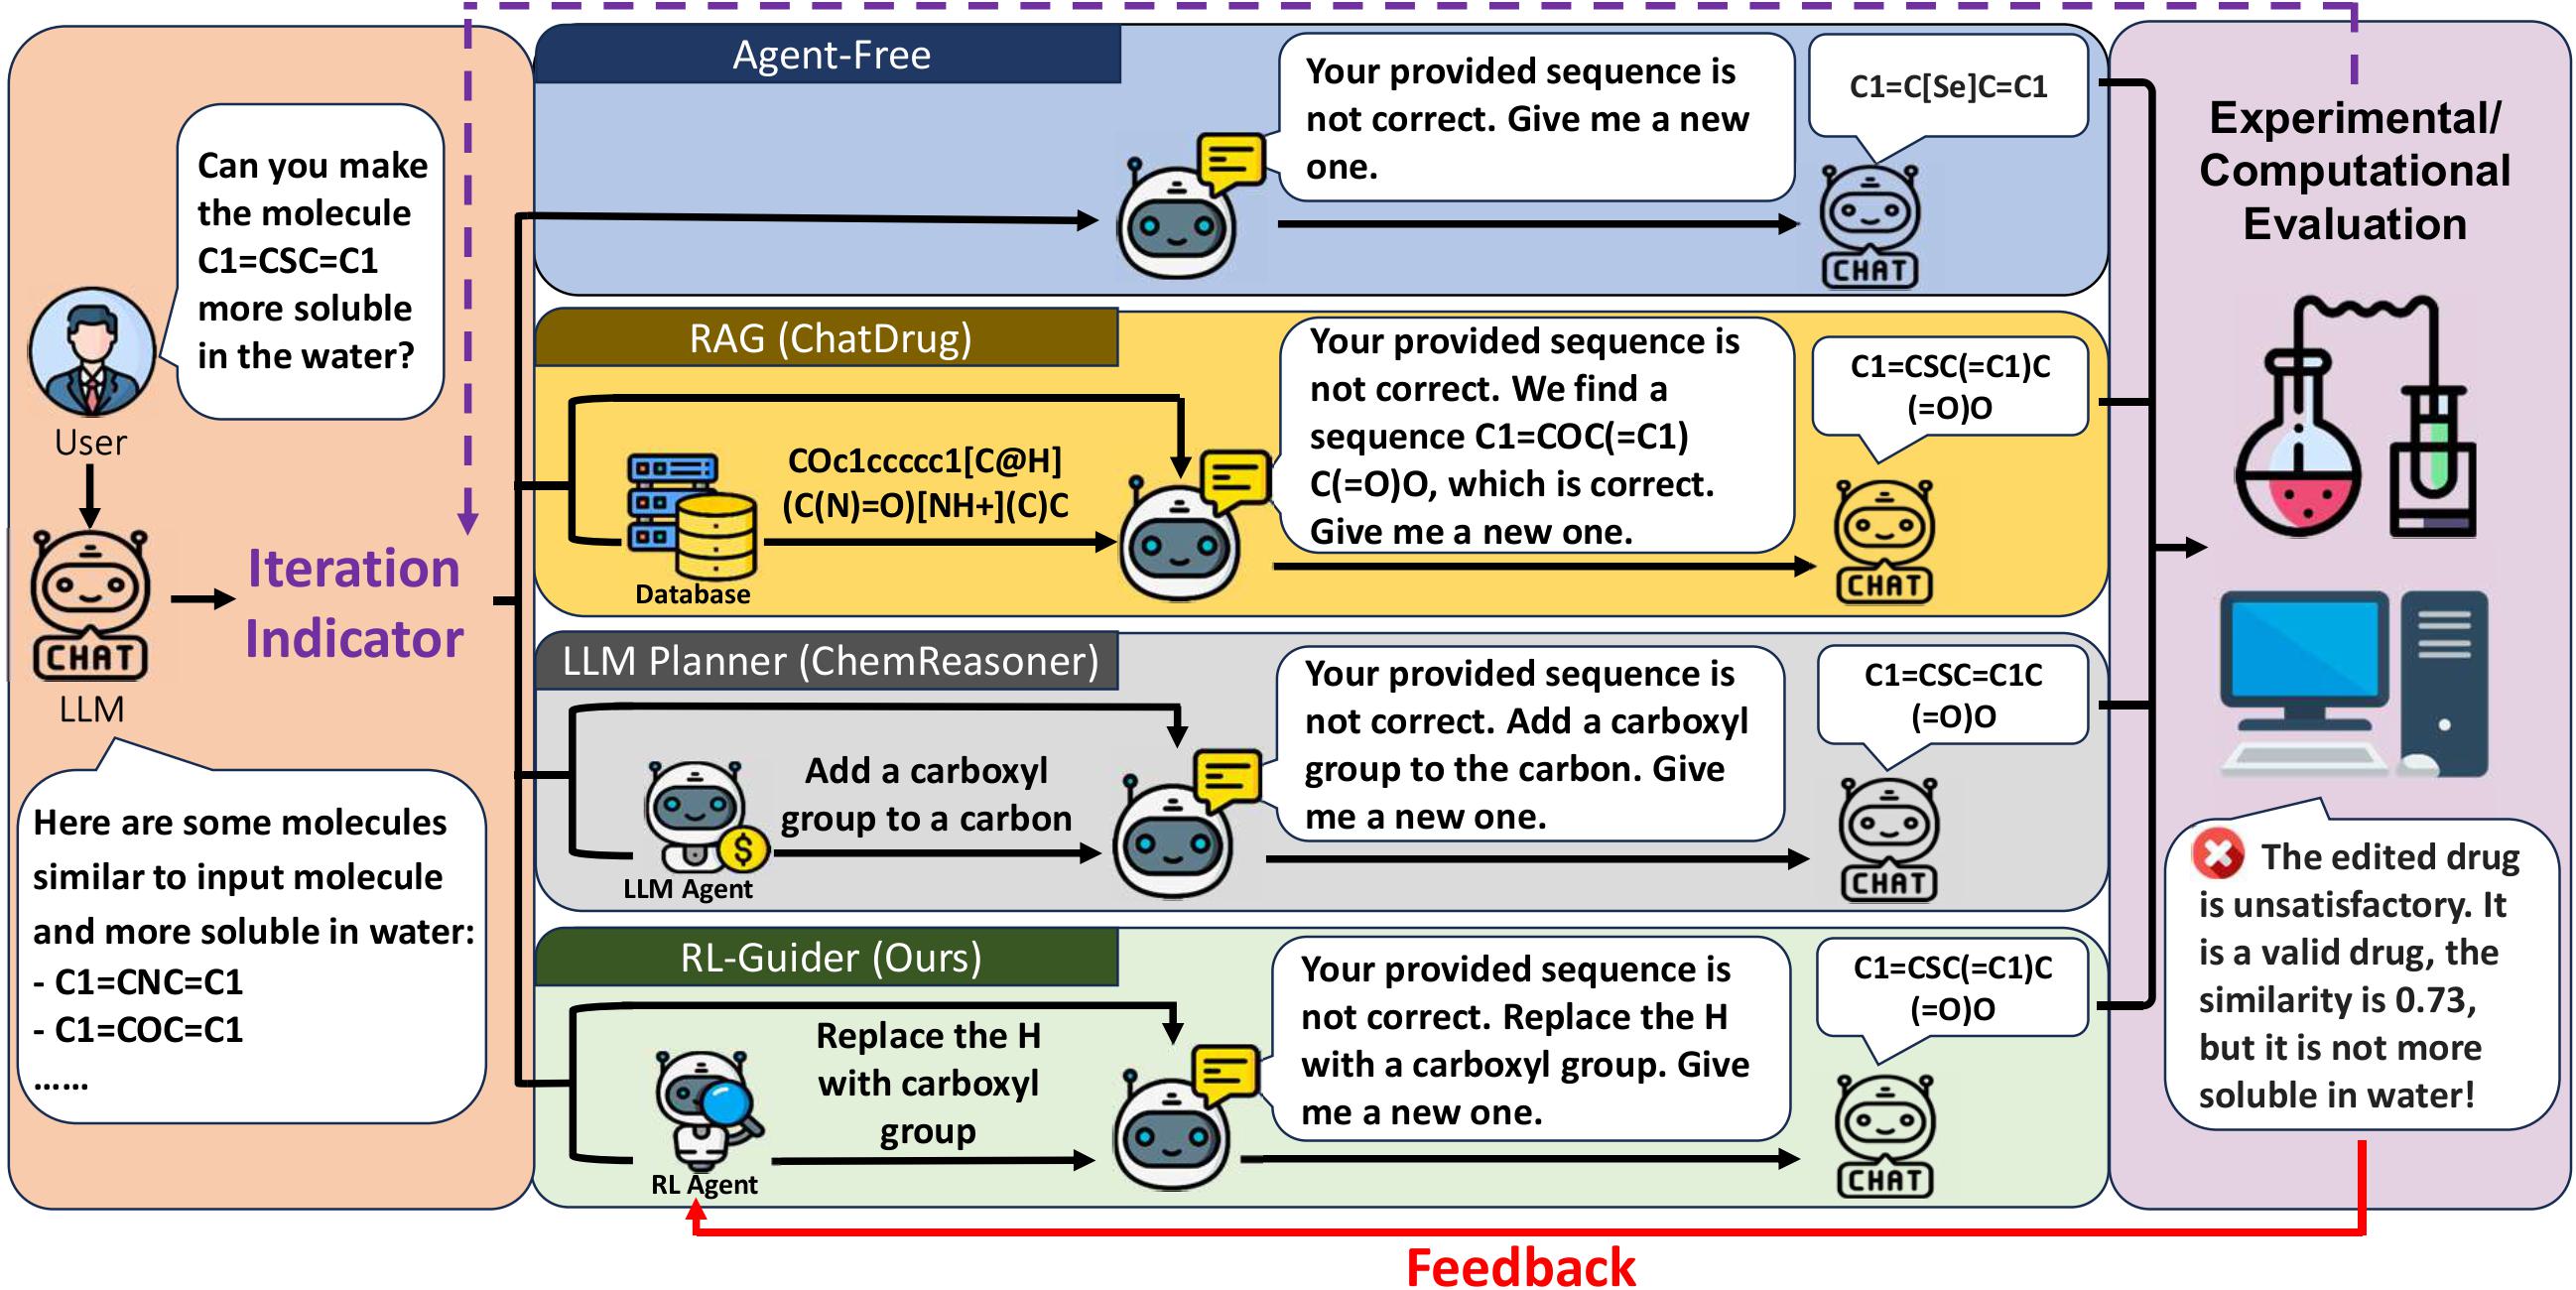 Can you make
the molecule
C1=CSC=C1
more soluble
in the water?
User
CHAT
LLM
Iteration
Indicator
Here are some molecules
similar to input molecule
and more soluble in water:
- C1=CNC=C1
- C1=COC=C1
……
Agent-Free
Your provided sequence is
not correct. Give me a new
one.
C1=C[Se]C=C1
CHAT
RAG (ChatDrug)
Database
COc1ccccc1[C@H]
(C(N)=O)[NH+](C)C
Your provided sequence is
not correct. We find a
sequence C1=COC(=C1)
C(=O)O, which is correct.
Give me a new one.
C1=CSC(=C1)C
(=O)O
CHAT
LLM Planner (ChemReasoner)
LLM Agent
$
Add a carboxyl
group to a carbon
Your provided sequence is
not correct. Add a carboxyl
group to the carbon. Give
me a new one.
C1=CSC=C1C
(=O)O
CHAT
RL-Guider (Ours)
RL Agent
Replace the H
with carboxyl
group
Your provided sequence is
not correct. Replace the H
with a carboxyl group. Give
me a new one.
C1=CSC(=C1)C
(=O)O
CHAT
Experimental/
Computational
Evaluation
The edited drug
is unsatisfactory. It
is a valid drug, the
similarity is 0.73,
but it is not more
soluble in water!
Feedback